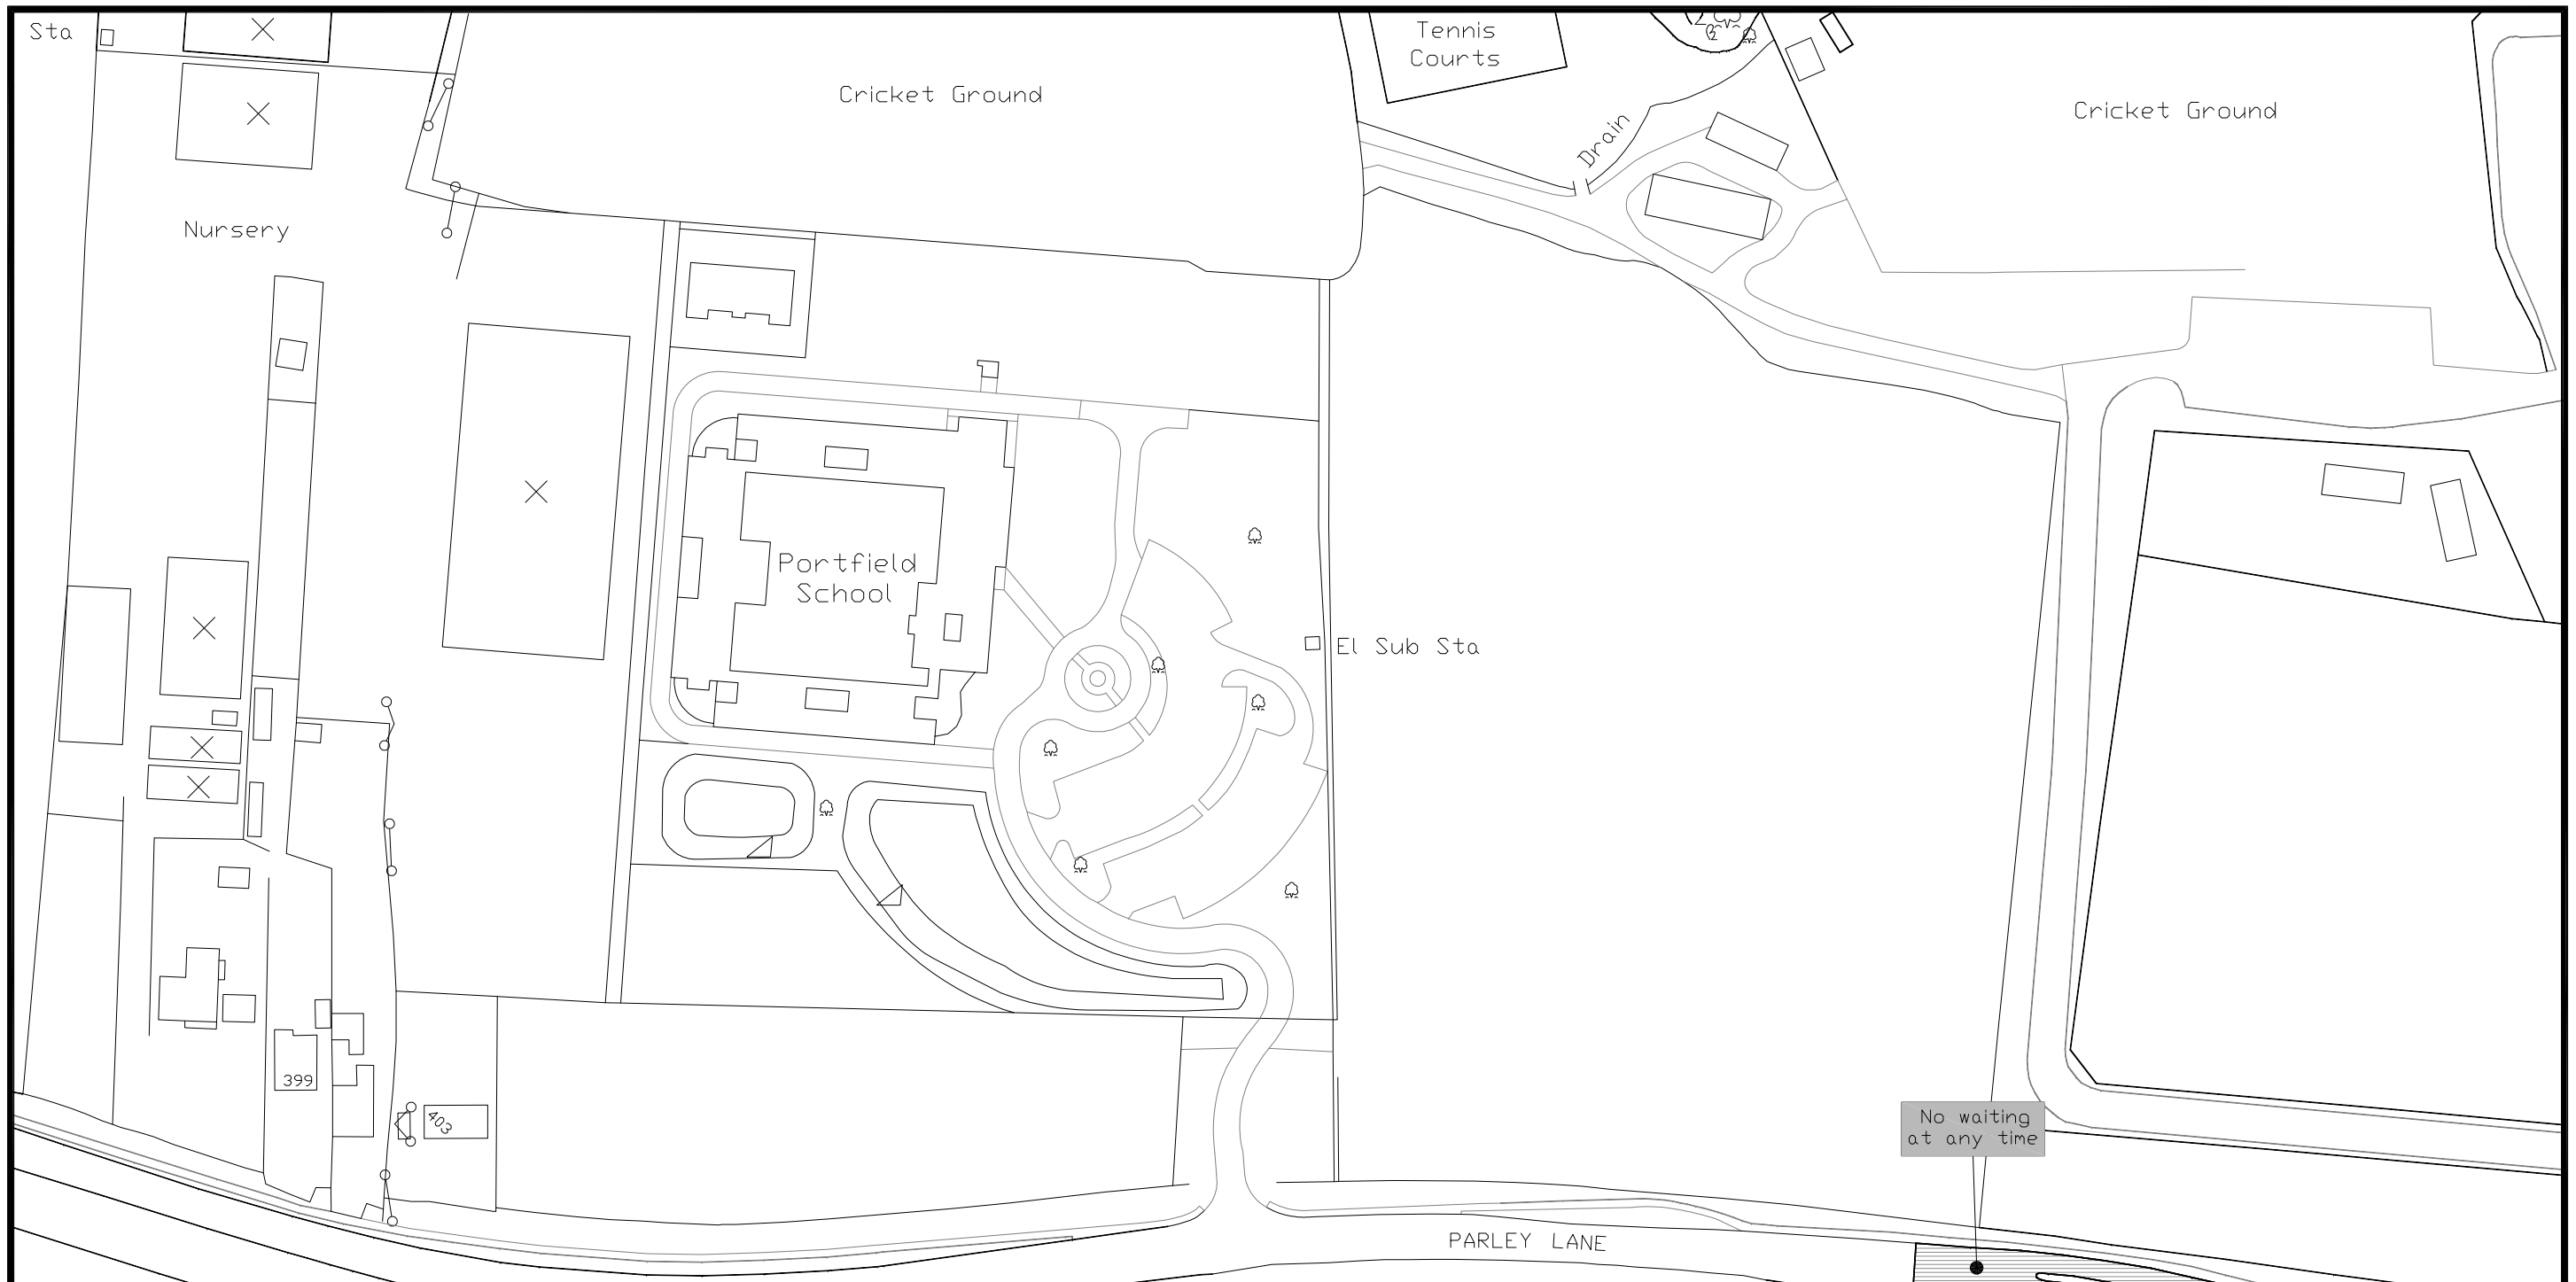 Sta
Tennis
Courts
Cricket Ground
Cricket Ground
Drain
Nursery
Portfield
School
El Sub Sta
399
403
No waiting
at any time
PARLEY LANE